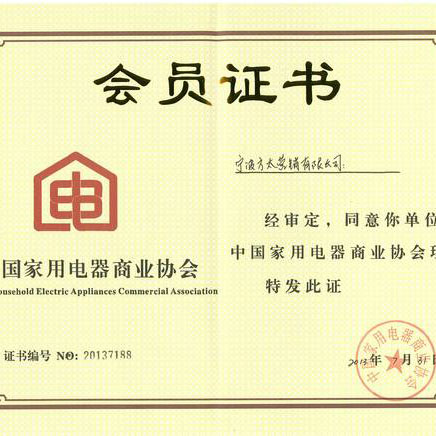 会员证书
宁波方太营销有限公司:
经审定，同意你单位
中国家用电器商业协会理
特发此证
国家用电器商业协会
ousehold Electric Appliances Commercial Association
证书编号 NO: 20137188
2013年 7月 31日
中国家用电器商业协会